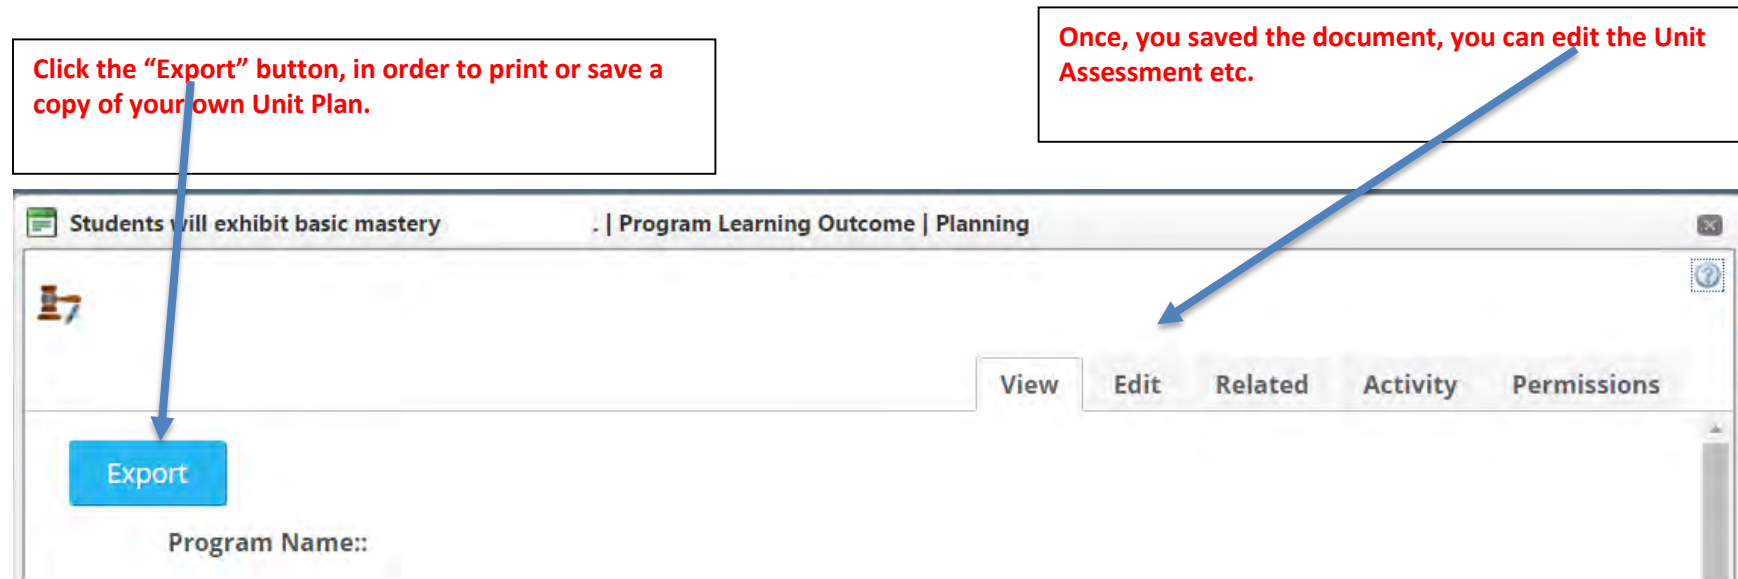 Click the “Export” button, in order to print or save a
copy of your own Unit Plan.
Once, you saved the document, you can edit the Unit
Assessment etc.
Students will exhibit basic mastery . | Program Learning Outcome | Planning
View Edit Related Activity Permissions
Export
Program Name::